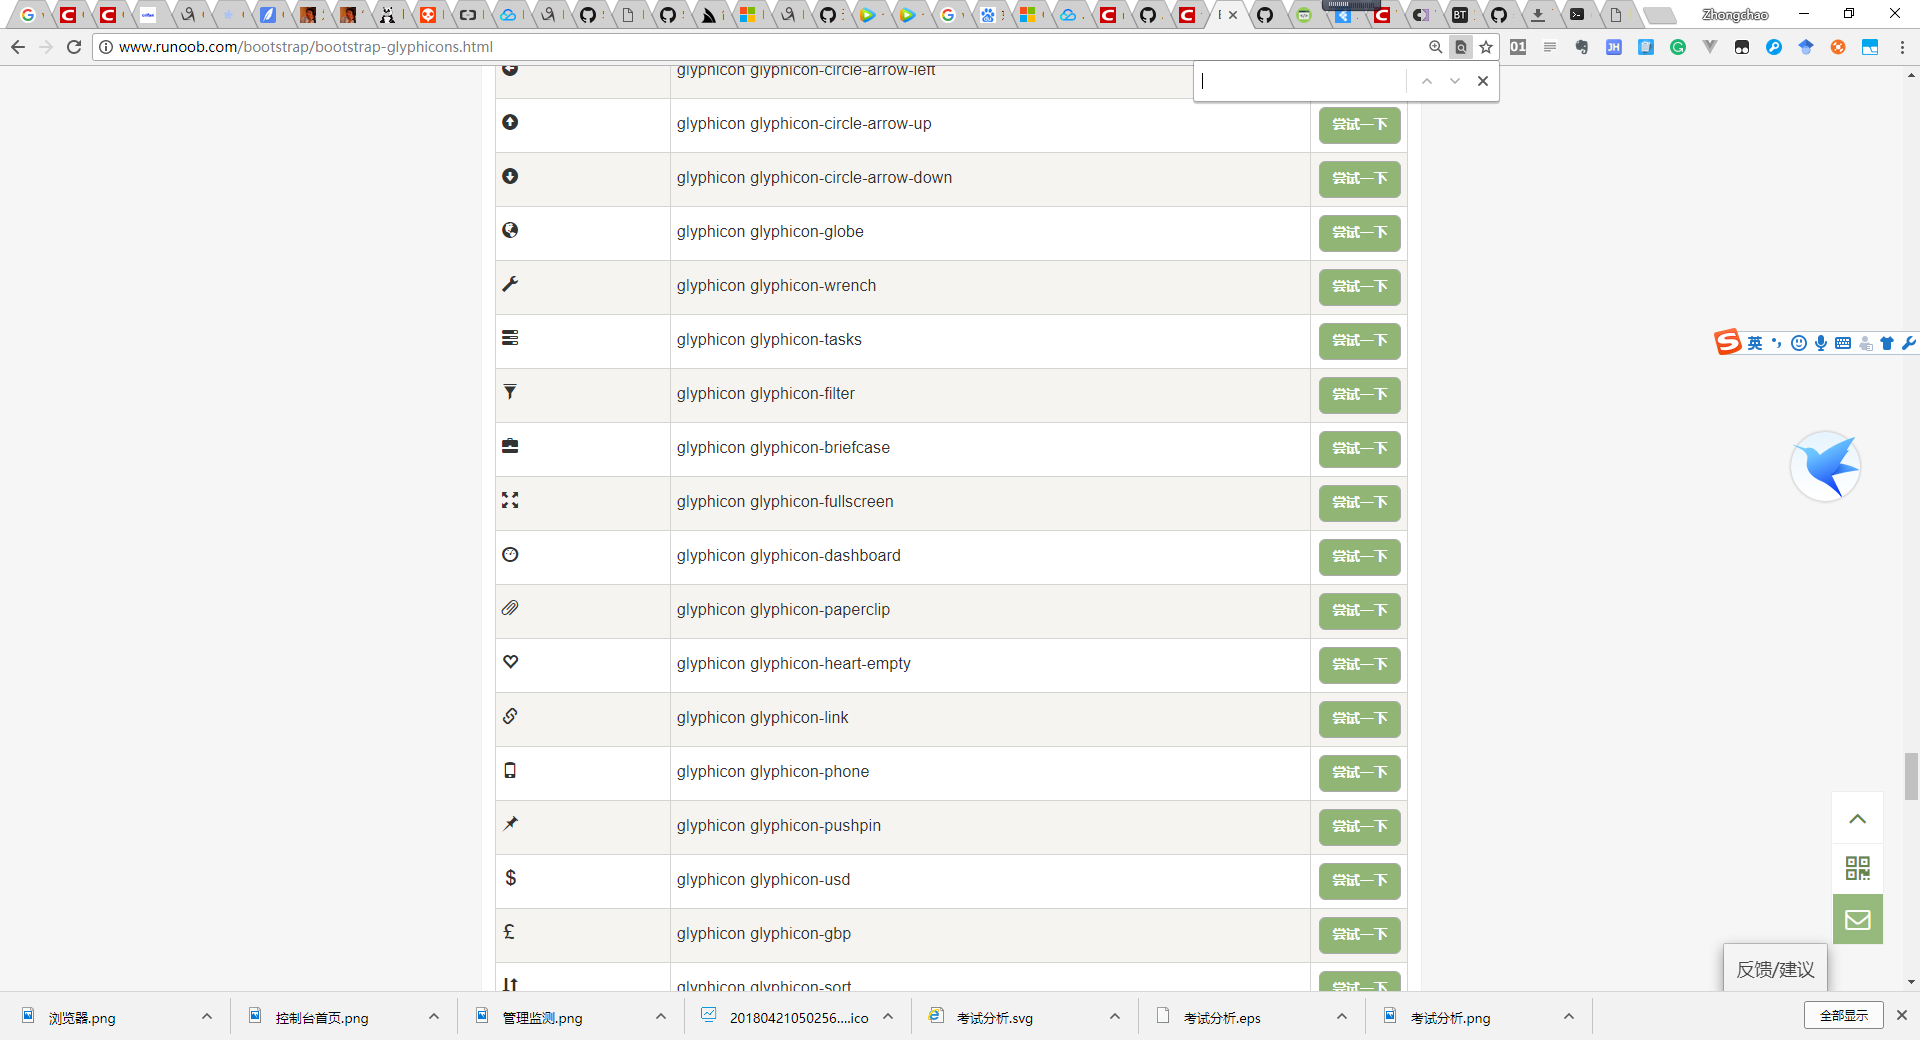 Zhongchao
www.runoob.com/bootstrap/bootstrap-glyphicons.html
glyphicon glyphicon-circle-arrow-left
glyphicon glyphicon-circle-arrow-up 尝试一下
glyphicon glyphicon-circle-arrow-down 尝试一下
glyphicon glyphicon-globe 尝试一下
glyphicon glyphicon-wrench 尝试一下
glyphicon glyphicon-tasks 尝试一下
英
glyphicon glyphicon-filter 尝试一下
glyphicon glyphicon-briefcase 尝试一下
glyphicon glyphicon-fullscreen 尝试一下
glyphicon glyphicon-dashboard 尝试一下
glyphicon glyphicon-paperclip 尝试一下
glyphicon glyphicon-heart-empty 尝试一下
glyphicon glyphicon-link 尝试一下
glyphicon glyphicon-phone 尝试一下
glyphicon glyphicon-pushpin 尝试一下
glyphicon glyphicon-usd 尝试一下
glyphicon glyphicon-gbp 尝试一下
反馈/建议
glyphicon glyphicon-sort 尝试一下
浏览器.png
控制台首页.png
管理监测.png
20180421050256....ico
考试分析.svg
考试分析.eps
考试分析.png
全部显示